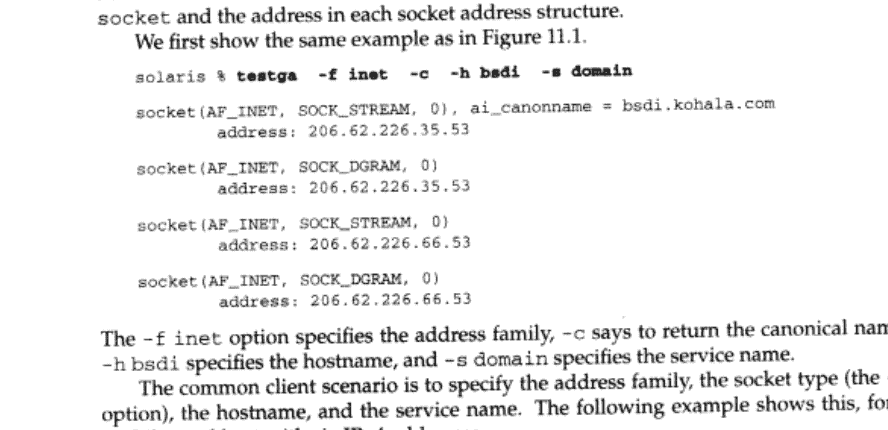 socket and the address in each socket address structure.
We first show the same example as in Figure 11.1.
solaris % testga -f inet -c -h bsdi -s domain
socket(AF_INET, SOCK_STREAM, 0), ai_canonname = bsdi.kohala.com
address: 206.62.226.35.53
socket(AF_INET, SOCK_DGRAM, 0)
address: 206.62.226.35.53
socket(AF_INET, SOCK_STREAM, 0)
address: 206.62.226.66.53
socket(AF_INET, SOCK_DGRAM, 0)
address: 206.62.226.66.53
The -f inet option specifies the address family, -c says to return the canonical nam
-h bsdi specifies the hostname, and -s domain specifies the service name.
The common client scenario is to specify the address family, the socket type (the
option), the hostname, and the service name. The following example shows this, for